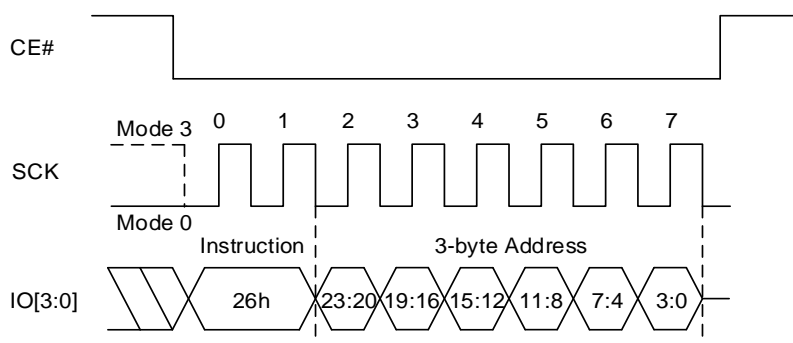 CE#
Mode 3 0 1 2 3 4 5 6 7
SCK
Mode 0
Instruction 3-byte Address
IO[3:0] 26h 23:20 19:16 15:12 11:8 7:4 3:0